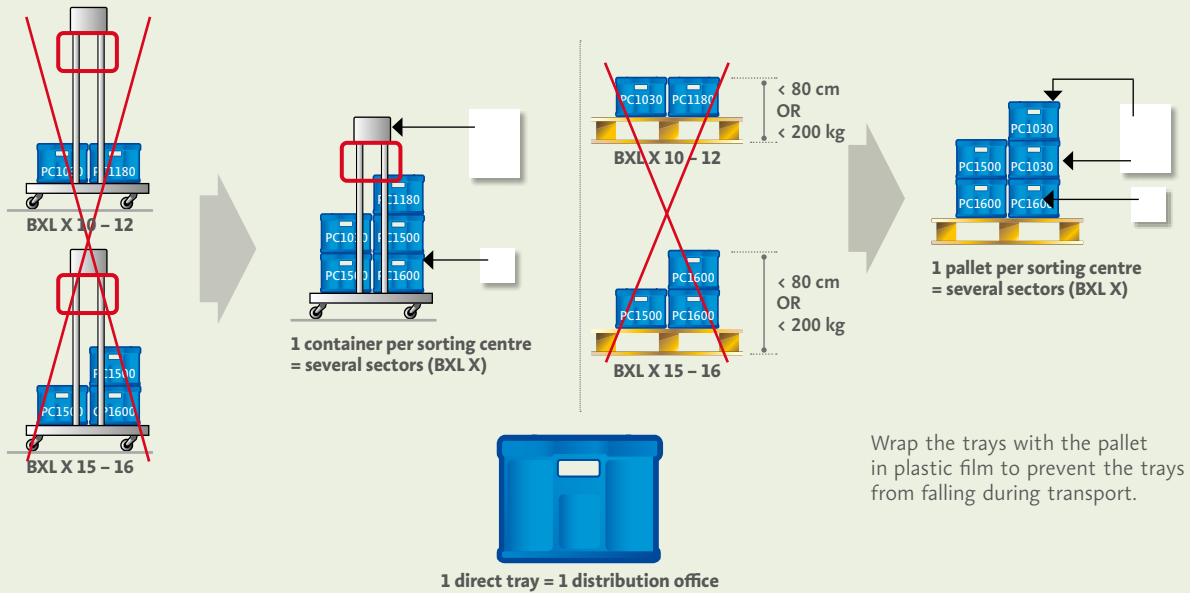 PC1030 PC1180
BXL X 10 – 12
PC1500
PC1500 CP1600
BXL X 15 – 16
PC1180
PC1030 PC1500
PC1500 PC1600
1 container per sorting centre
= several sectors (BXL X)
PC1030 PC1180
< 80 cm
OR
< 200 kg
BXL X 10 – 12
PC1600
PC1500 PC1600
< 80 cm
OR
< 200 kg
BXL X 15 – 16
PC1030
PC1500 PC1030
PC1600 PC1600
1 pallet per sorting centre
= several sectors (BXL X)
Wrap the trays with the pallet
in plastic film to prevent the trays
from falling during transport.
1 direct tray = 1 distribution office